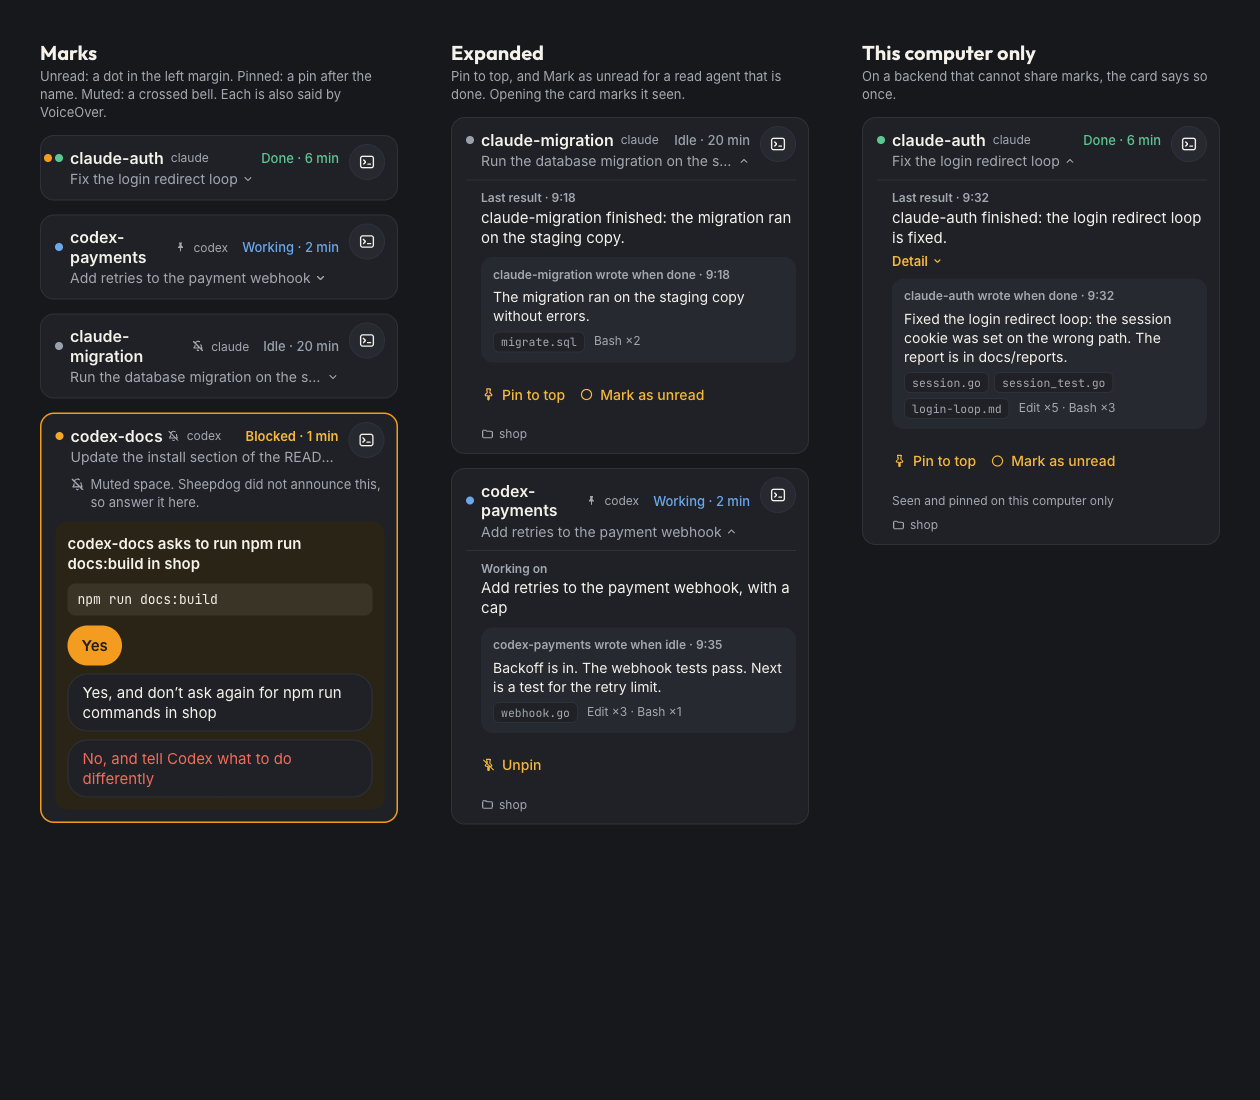 Marks
Unread: a dot in the left margin. Pinned: a pin after the
name. Muted: a crossed bell. Each is also said by
VoiceOver.
claude-auth claude Done · 6 min
Fix the login redirect loop
codex-
payments codex Working · 2 min
Add retries to the payment webhook
claude-
migration claude Idle · 20 min
Run the database migration on the s...
codex-docs codex Blocked · 1 min
Update the install section of the READ...
Muted space. Sheepdog did not announce this,
so answer it here.
codex-docs asks to run npm run
docs:build in shop
npm run docs:build
Yes
Yes, and don’t ask again for npm run
commands in shop
No, and tell Codex what to do
differently
Expanded
Pin to top, and Mark as unread for a read agent that is
done. Opening the card marks it seen.
claude-migration claude Idle · 20 min
Run the database migration on the s...
Last result · 9:18
claude-migration finished: the migration ran
on the staging copy.
claude-migration wrote when done · 9:18
The migration ran on the staging copy
without errors.
migrate.sql Bash ×2
Pin to top Mark as unread
shop
codex-
payments codex Working · 2 min
Add retries to the payment webhook
Working on
Add retries to the payment webhook, with a
cap
codex-payments wrote when idle · 9:35
Backoff is in. The webhook tests pass. Next
is a test for the retry limit.
webhook.go Edit ×3 · Bash ×1
Unpin
shop
This computer only
On a backend that cannot share marks, the card says so
once.
claude-auth claude Done · 6 min
Fix the login redirect loop
Last result · 9:32
claude-auth finished: the login redirect loop
is fixed.
Detail
claude-auth wrote when done · 9:32
Fixed the login redirect loop: the session
cookie was set on the wrong path. The
report is in docs/reports.
session.go session_test.go
login-loop.md Edit ×5 · Bash ×3
Pin to top Mark as unread
Seen and pinned on this computer only
shop